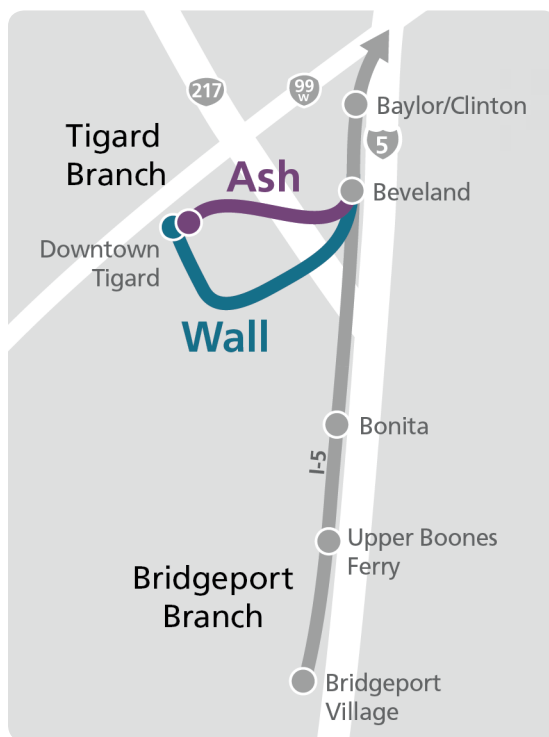 217
99
W
Baylor/Clinton
Tigard
Branch
5
Ash
Beveland
Downtown
Tigard
Wall
Bonita
I-5
Upper Boones
Ferry
Bridgeport
Branch
Bridgeport
Village